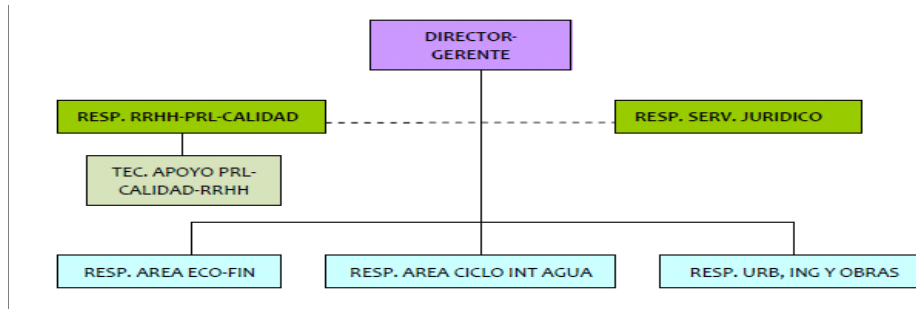 DIRECTOR-
GERENTE
RESP. RRHH-PRL-CALIDAD
RESP. SERV. JURIDICO
TEC. APOYO PRL-
CALIDAD-RRHH
RESP. AREA ECO-FIN
RESP. AREA CICLO INT AGUA
RESP. URB, ING Y OBRAS